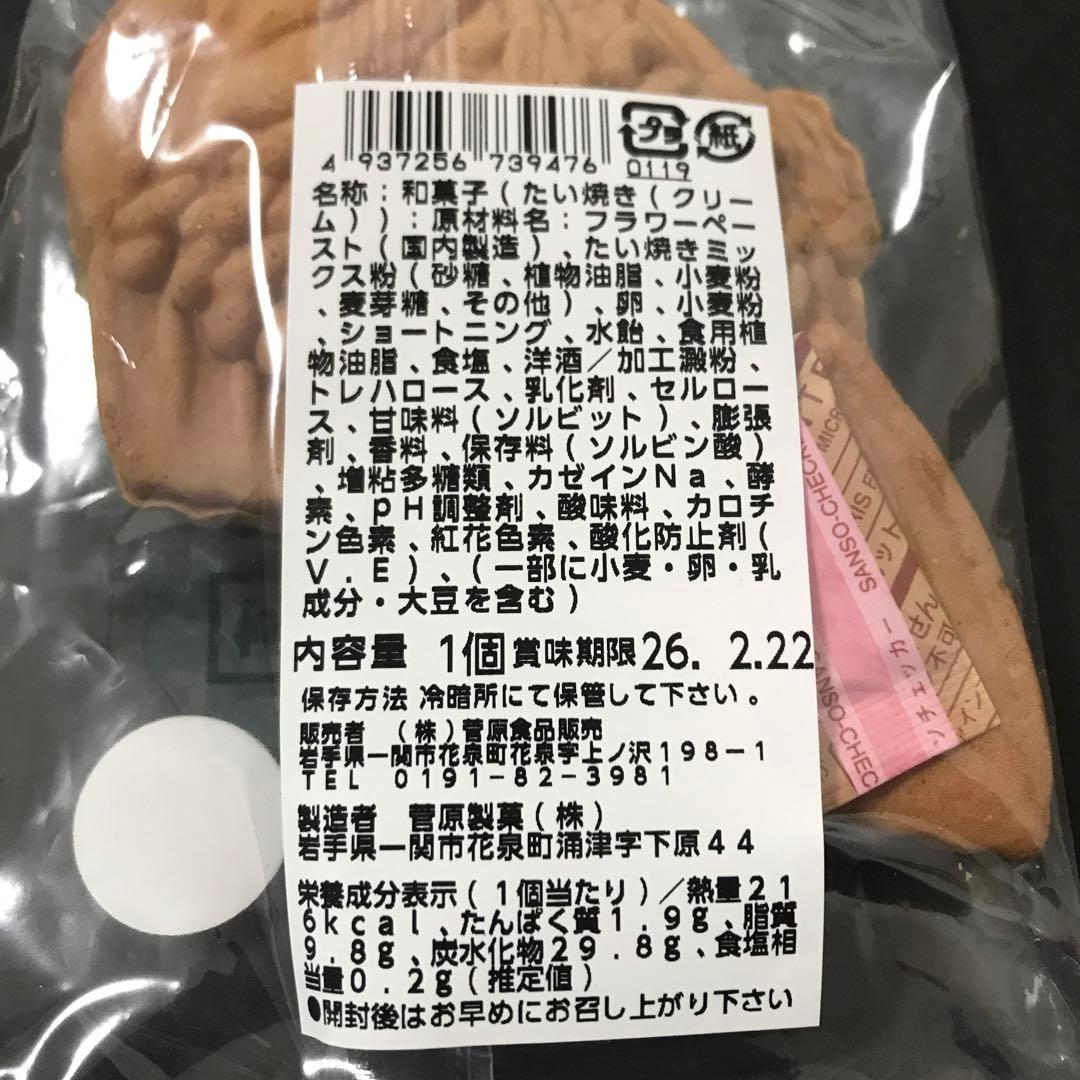 プラ
紙
4 937256 739476
0119
名称：和菓子（たい焼き（クリー
ム））：原材料名：フラワーペー
スト（国内製造）、たい焼きミッ
クス粉（砂糖、植物油脂、小麦粉
、麦芽糖、その他）、卵、小麦粉
、ショートニング、水飴、食用植
物油脂、食塩、洋酒／加工澱粉、
トレハロース、乳化剤、セルロー
ス、甘味料（ソルビット）、膨張
剤、香料、保存料（ソルビン酸）
、増粘多糖類、カゼインNa、酵
素、pH調整剤、酸味料、カロチ
ン色素、紅花色素、酸化防止剤（
V．E）、（一部に小麦・卵・乳
成分・大豆を含む）
内容量 1個 賞味期限26. 2.22
保存方法 冷暗所にて保管して下さい。
販売者 （株）菅原食品販売
岩手県一関市花泉町花泉字上ノ沢198－1
TEL 0191－82－3981
製造者 菅原製菓（株）
岩手県一関市花泉町涌津字下原44
栄養成分表示（1個当たり）／熱量21
6kcal、たんぱく質1．9g、脂質
9．8g、炭水化物29．8g、食塩相
当量0．2g（推定値）
●開封後はお早めにお召し上がり下さい
SANSO-CHECK
ンチェッカー
せん
不可